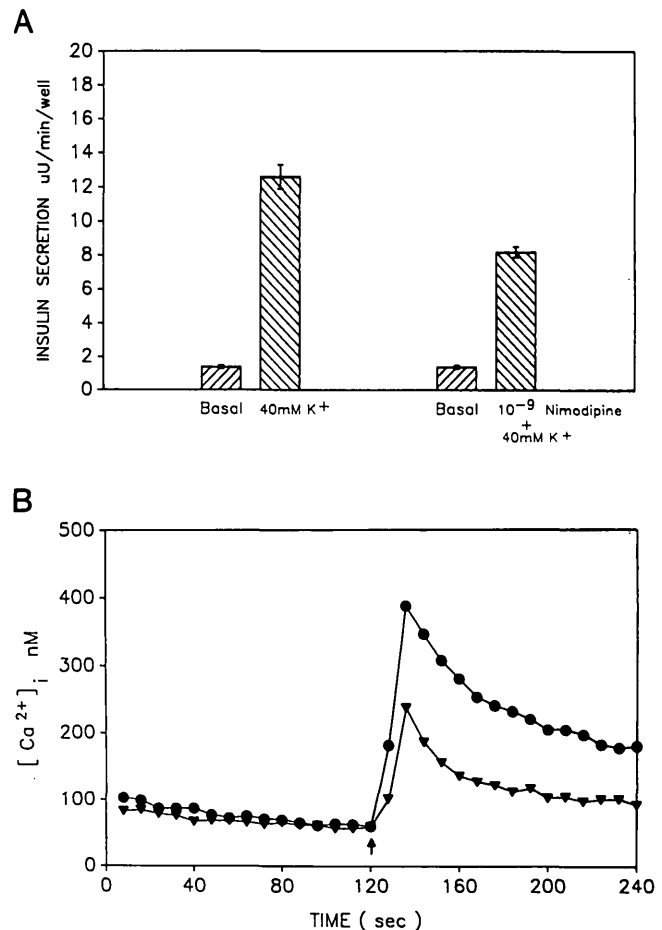 A
INSULIN SECRETION uU/min/well
20
18
16
14
12
10
8
6
4
2
0
Basal 40mM K+ Basal 10⁻⁹ Nimodipine
+
40mM K+
B
[ Ca²⁺]ᵢ nM
500
400
300
200
100
0
0 40 80 120 160 200 240
TIME ( sec )